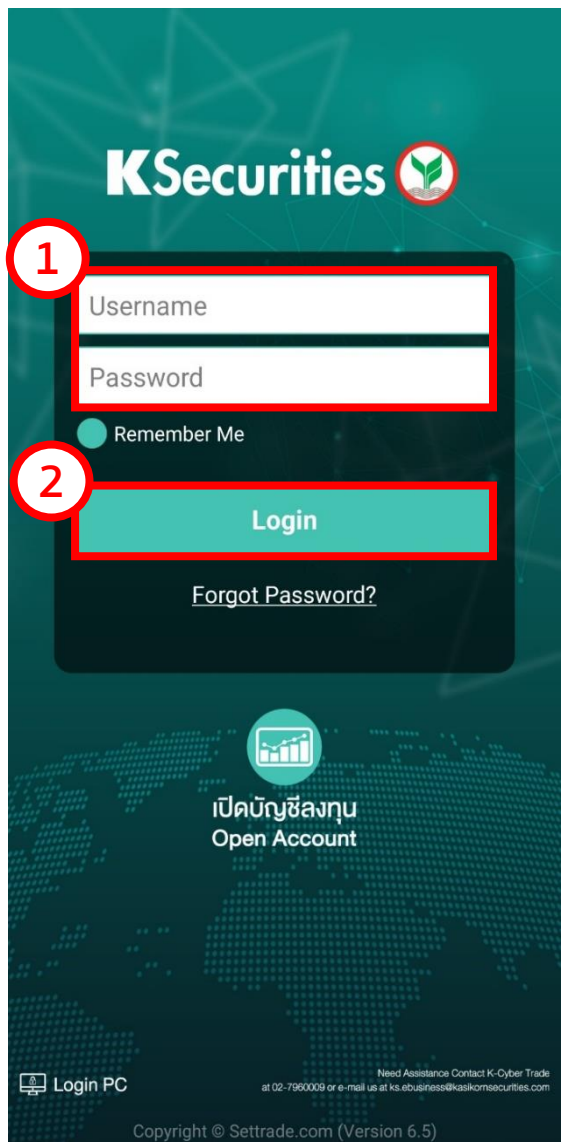 KSecurities
1
Username
Password
Remember Me
2
Login
Forgot Password?
เปิดบัญชีลงทุน
Open Account
Login PC
Need Assistance Contact K-Cyber Trade
at 02-7960009 or e-mail us at ks.ebusiness@kasikornsecurities.com
Copyright © Settrade.com (Version 6.5)